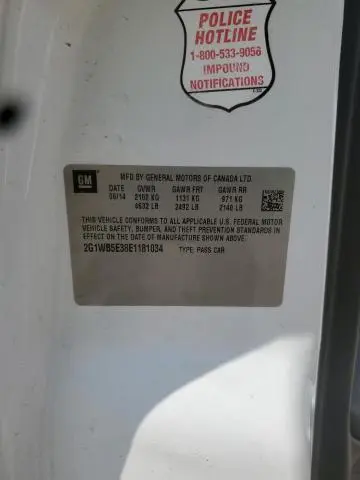 POLICE
HOTLINE
1-800-533-9056
IMPOUND
NOTIFICATIONS
GM
MFD BY GENERAL MOTORS OF CANADA LTD.
DATE GVWR GAWR FRT GAWR RR
06/14 2102 KG 1131 KG 971 KG
4632 LB 2492 LB 2140 LB
THIS VEHICLE CONFORMS TO ALL APPLICABLE U.S. FEDERAL MOTOR
VEHICLE SAFETY, BUMPER, AND THEFT PREVENTION STANDARDS IN
EFFECT ON THE DATE OF MANUFACTURE SHOWN ABOVE.
2G1WB5E38E1181034 TYPE: PASS CAR